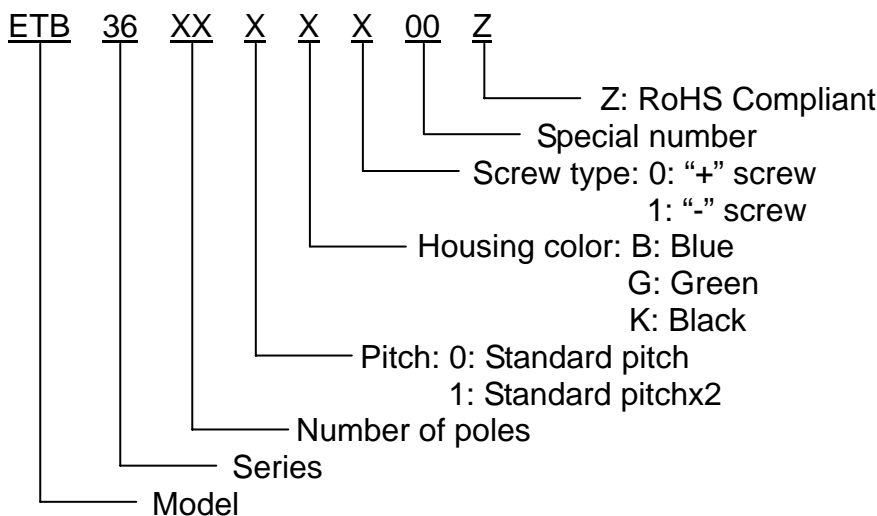 ETB 36 XX X X X 00 Z
Z: RoHS Compliant
Special number
Screw type: 0: “+” screw
1: “-” screw
Housing color: B: Blue
G: Green
K: Black
Pitch: 0: Standard pitch
1: Standard pitchx2
Number of poles
Series
Model